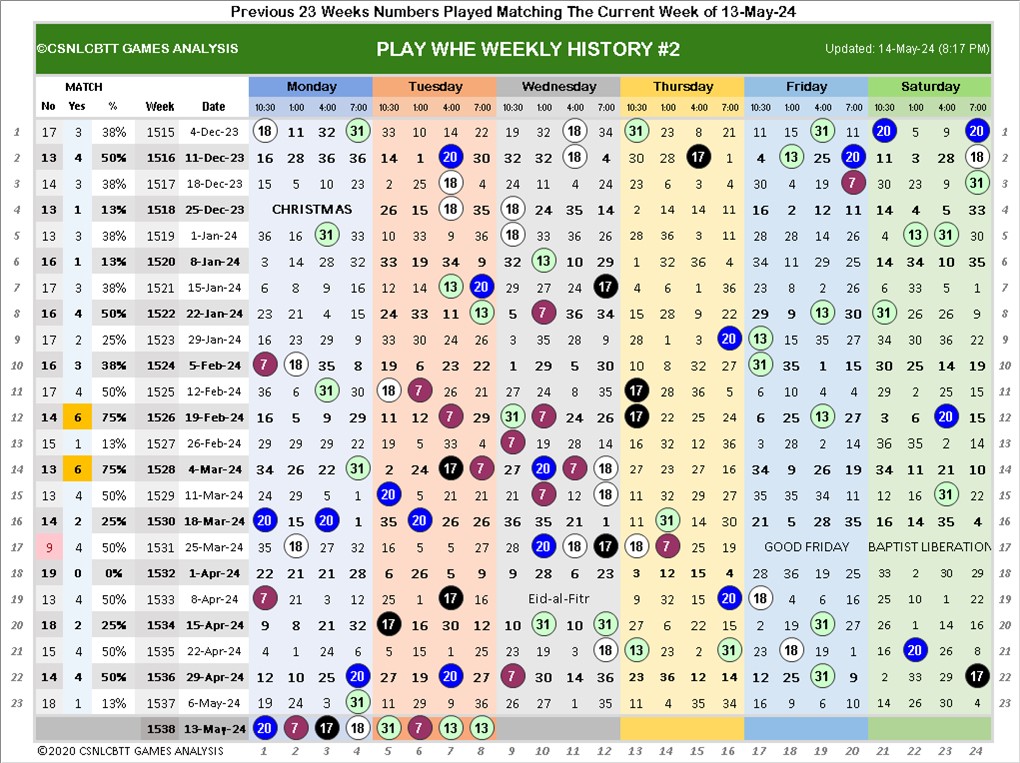 Previous 23 Weeks Numbers Played Matching The Current Week of 13-May-24
©CSNLCBTT GAMES ANALYSIS PLAY WHE WEEKLY HISTORY #2 Updated: 14-May-24 (8:17 PM)
MATCH Monday Tuesday Wednesday Thursday Friday Saturday
No Yes % Week Date 10:30 1:00 4:00 7:00 10:30 1:00 4:00 7:00 10:30 1:00 4:00 7:00 10:30 1:00 4:00 7:00 10:30 1:00 4:00 7:00 10:30 1:00 4:00 7:00
1 17 3 38% 1515 4-Dec-23 18 11 32 31 33 10 14 22 19 32 11 34 31 23 8 21 11 15 31 11 20 5 9 20 1
2 13 4 50% 1516 11-Dec-23 16 28 36 36 14 1 20 30 32 32 11 4 30 28 17 1 4 13 25 20 11 3 28 18 2
3 14 3 38% 1517 18-Dec-23 15 5 10 23 2 25 18 4 24 11 4 24 23 6 3 4 30 4 19 7 30 23 9 31 3
4 13 1 13% 1518 25-Dec-23 CHRISTMAS 26 15 18 35 18 24 35 14 2 14 14 11 16 2 12 11 14 4 5 33 4
5 13 3 38% 1519 1-Jan-24 36 16 31 33 10 33 9 36 18 33 36 26 28 36 3 11 28 28 14 26 4 13 31 30 5
6 16 1 13% 1520 8-Jan-24 3 14 28 32 33 19 34 9 32 13 10 29 1 32 36 4 34 11 29 25 14 34 10 35 6
7 17 3 38% 1521 15-Jan-24 6 8 9 16 12 14 13 20 29 27 24 17 4 6 1 36 23 8 2 26 6 33 5 1 7
8 16 4 50% 1522 22-Jan-24 23 21 4 15 24 33 11 13 5 7 36 34 15 28 9 22 29 9 13 30 31 26 26 9 8
9 17 2 25% 1523 29-Jan-24 16 23 29 9 33 30 24 26 3 35 28 9 28 1 3 20 13 15 35 27 34 30 36 22 9
10 16 3 38% 1524 5-Feb-24 7 18 35 8 19 6 23 22 1 29 5 30 10 8 32 27 31 35 1 15 30 25 14 19 10
11 17 4 50% 1525 12-Feb-24 36 6 31 30 18 7 26 21 27 24 8 35 17 28 26 35 6 10 4 4 2 8 26 29 11
12 14 6 75% 1526 19-Feb-24 16 5 9 29 11 12 7 29 31 7 24 26 17 22 25 24 6 25 13 27 3 6 20 15 12
13 15 1 13% 1527 26-Feb-24 29 29 29 22 19 5 33 4 7 19 28 14 16 32 12 36 3 28 2 14 36 35 2 14 13
14 13 6 75% 1528 4-Mar-24 34 26 22 31 2 24 17 7 27 20 7 18 27 23 27 16 34 9 26 19 34 11 21 10 14
15 13 4 50% 1529 11-Mar-24 24 29 5 1 20 5 21 21 15 7 12 18 11 32 29 27 35 35 34 11 12 16 31 22 15
16 14 2 25% 1530 18-Mar-24 20 15 20 1 35 20 26 26 36 35 21 1 11 31 14 30 21 5 28 35 16 14 35 4 16
17 9 4 50% 1531 25-Mar-24 35 18 27 32 16 5 5 27 28 20 11 17 18 7 25 19 GOOD FRIDAY BAPTIST LIBERATION 17
18 19 0 0% 1532 1-Apr-24 22 21 21 28 6 26 5 9 9 28 6 23 3 12 15 4 28 36 19 25 33 2 30 29 18
19 13 4 50% 1533 8-Apr-24 7 21 3 12 25 1 17 16 Eid-al-Fitr 9 32 15 20 18 4 6 16 25 10 1 22 19
20 18 2 25% 1534 15-Apr-24 9 8 21 32 17 16 30 12 10 31 10 31 27 6 22 15 2 19 31 27 26 1 14 16 20
21 15 4 50% 1535 22-Apr-24 4 1 24 6 5 15 1 25 23 19 3 18 13 23 2 31 23 18 19 1 16 20 26 8 21
22 14 4 50% 1536 29-Apr-24 12 10 25 20 27 19 20 27 7 30 14 36 23 36 12 14 12 25 31 9 2 33 29 17 22
23 18 1 13% 1537 6-May-24 19 24 3 31 11 29 9 36 26 27 1 35 11 4 35 34 16 9 6 10 14 26 30 4 23
1538 13-May-24 20 7 17 18 31 7 13 13
©2020 CSNLCBTT GAMES ANALYSIS 1 2 3 4 5 6 7 8 9 10 11 12 13 14 15 16 17 18 19 20 21 22 23 24